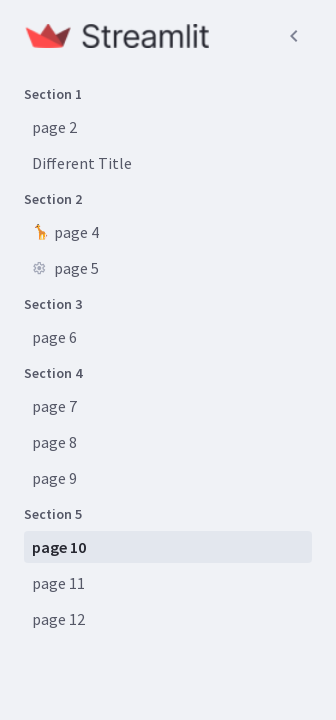 Streamlit
Section 1
page 2
Different Title
Section 2
page 4
page 5
Section 3
page 6
Section 4
page 7
page 8
page 9
Section 5
page 10
page 11
page 12